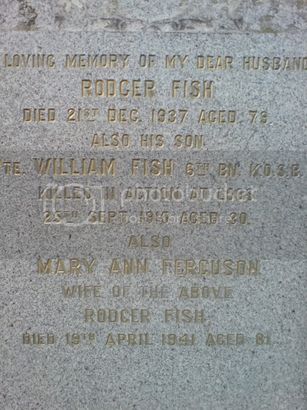 LOVING MEMORY OF MY DEAR HUSBAND
RODGER FISH
DIED 21ST DEC. 1937 AGED 79.
ALSO HIS SON.
PTE. WILLIAM FISH 6TH BN. K.O.S.B.
KILLED IN ACTION AT LOOS
25TH SEPT. 1915 AGED 30.
ALSO
MARY ANN FERGUSON
WIFE OF THE ABOVE
RODGER FISH.
DIED 19TH APRIL 1941 AGED 81.